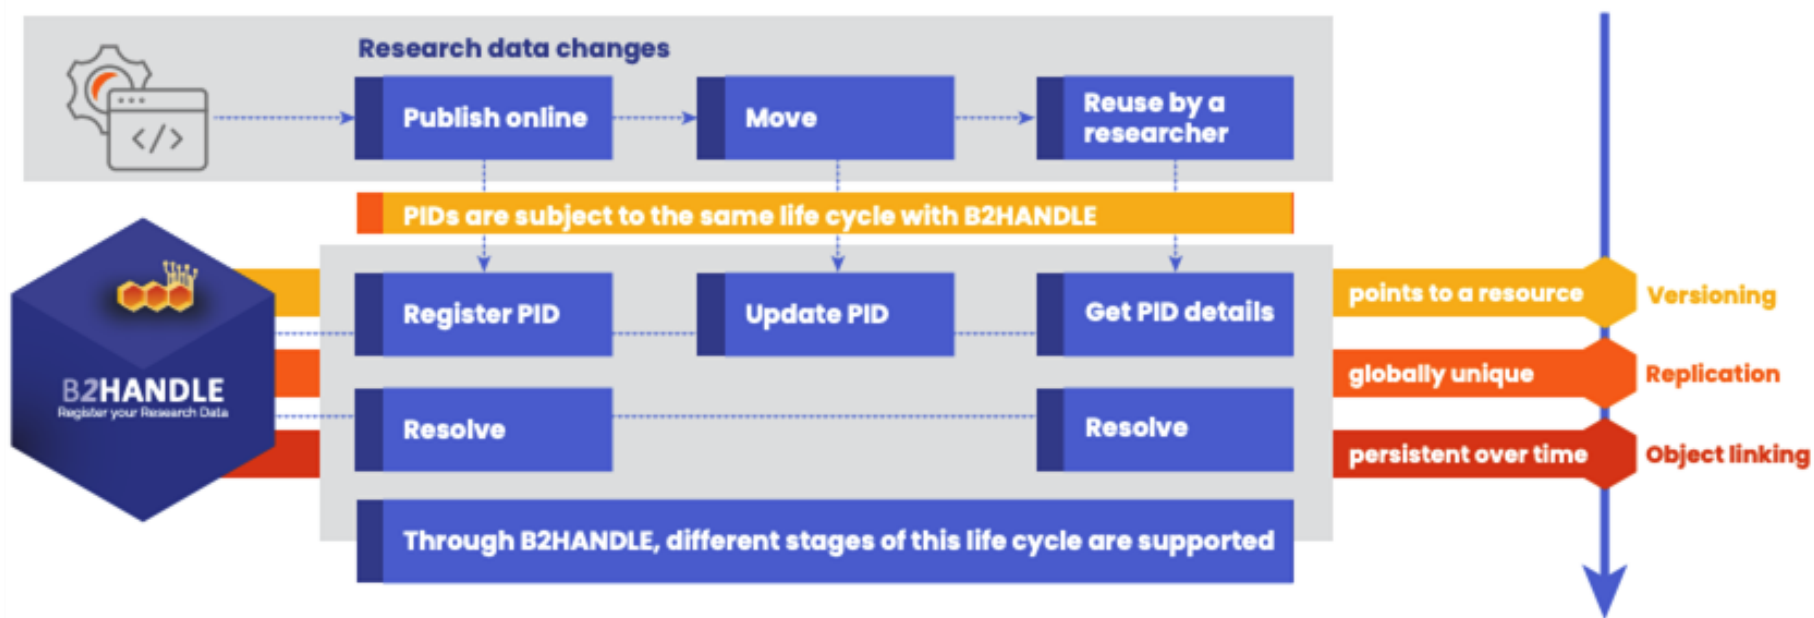 Research data changes
Publish online
Move
Reuse by a
researcher
</>
PIDs are subject to the same life cycle with B2HANDLE
Register PID
Update PID
Get PID details
points to a resource
Versioning
B2HANDLE
Register your Research Data
globally unique
Replication
Resolve
Resolve
persistent over time
Object linking
Through B2HANDLE, different stages of this life cycle are supported